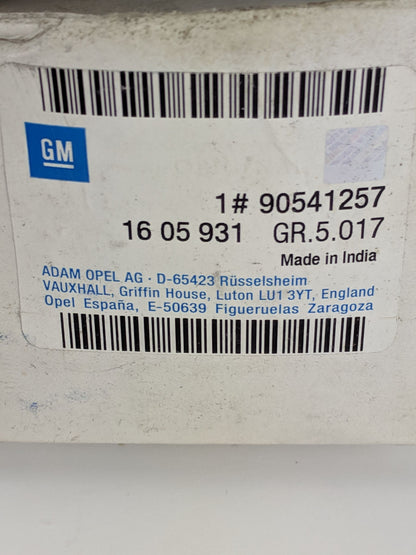 GM
1# 90541257
16 05 931 GR.5.017
Made in India
ADAM OPEL AG · D-65423 Rüsselsheim
VAUXHALL, Griffin House, Luton LU1 3YT, England
Opel España, E-50639 Figueruelas Zaragoza